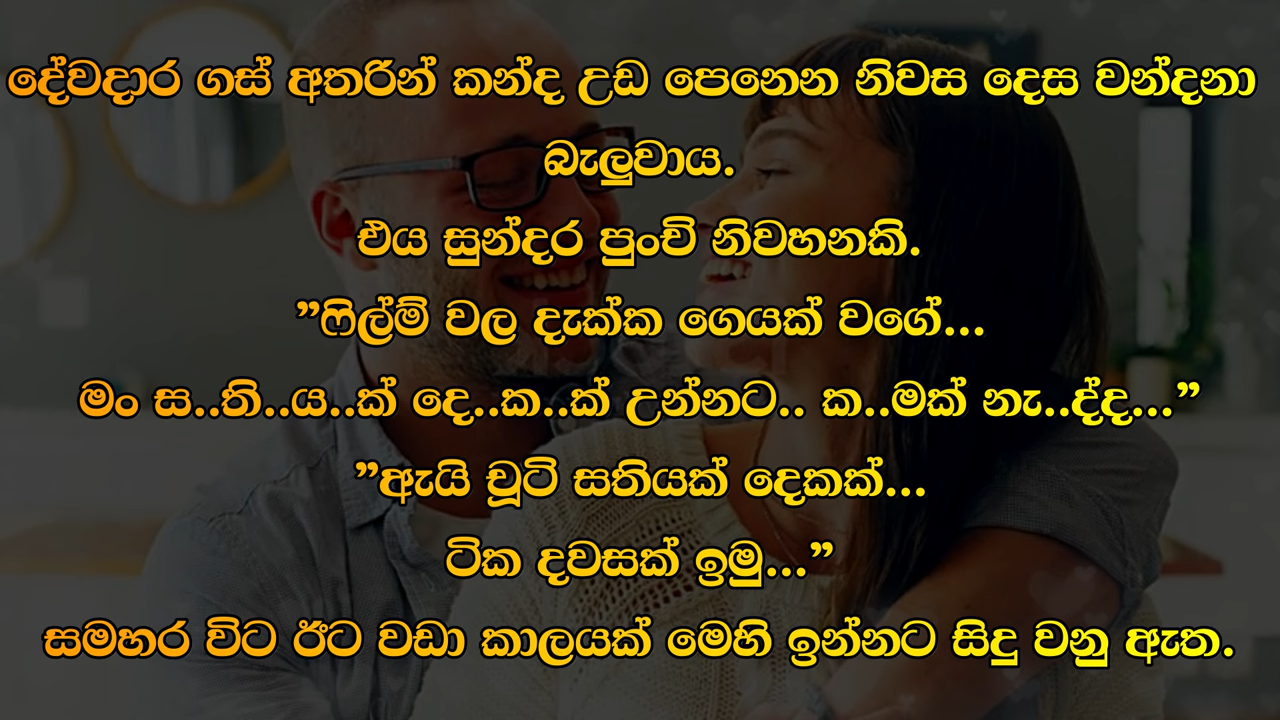 දේවදාර ගස් අතරින් කන්ද උඩ පෙනෙන නිවස දෙස වන්දනා
බැලුවාය.
එය සුන්දර පුංචි නිවහනකි.
”ෆිල්ම් වල දැක්ක ගෙයක් වගේ...
මං ස..ති..ය..ක් දෙ..ක..ක් උන්නට.. ක..මක් නැ..ද්ද...”
”ඇයි චූටි සතියක් දෙකක්...
ටික දවසක් ඉමු...”
සමහර විට ඊට වඩා කාලයක් මෙහි ඉන්නට සිදු වනු ඇත.